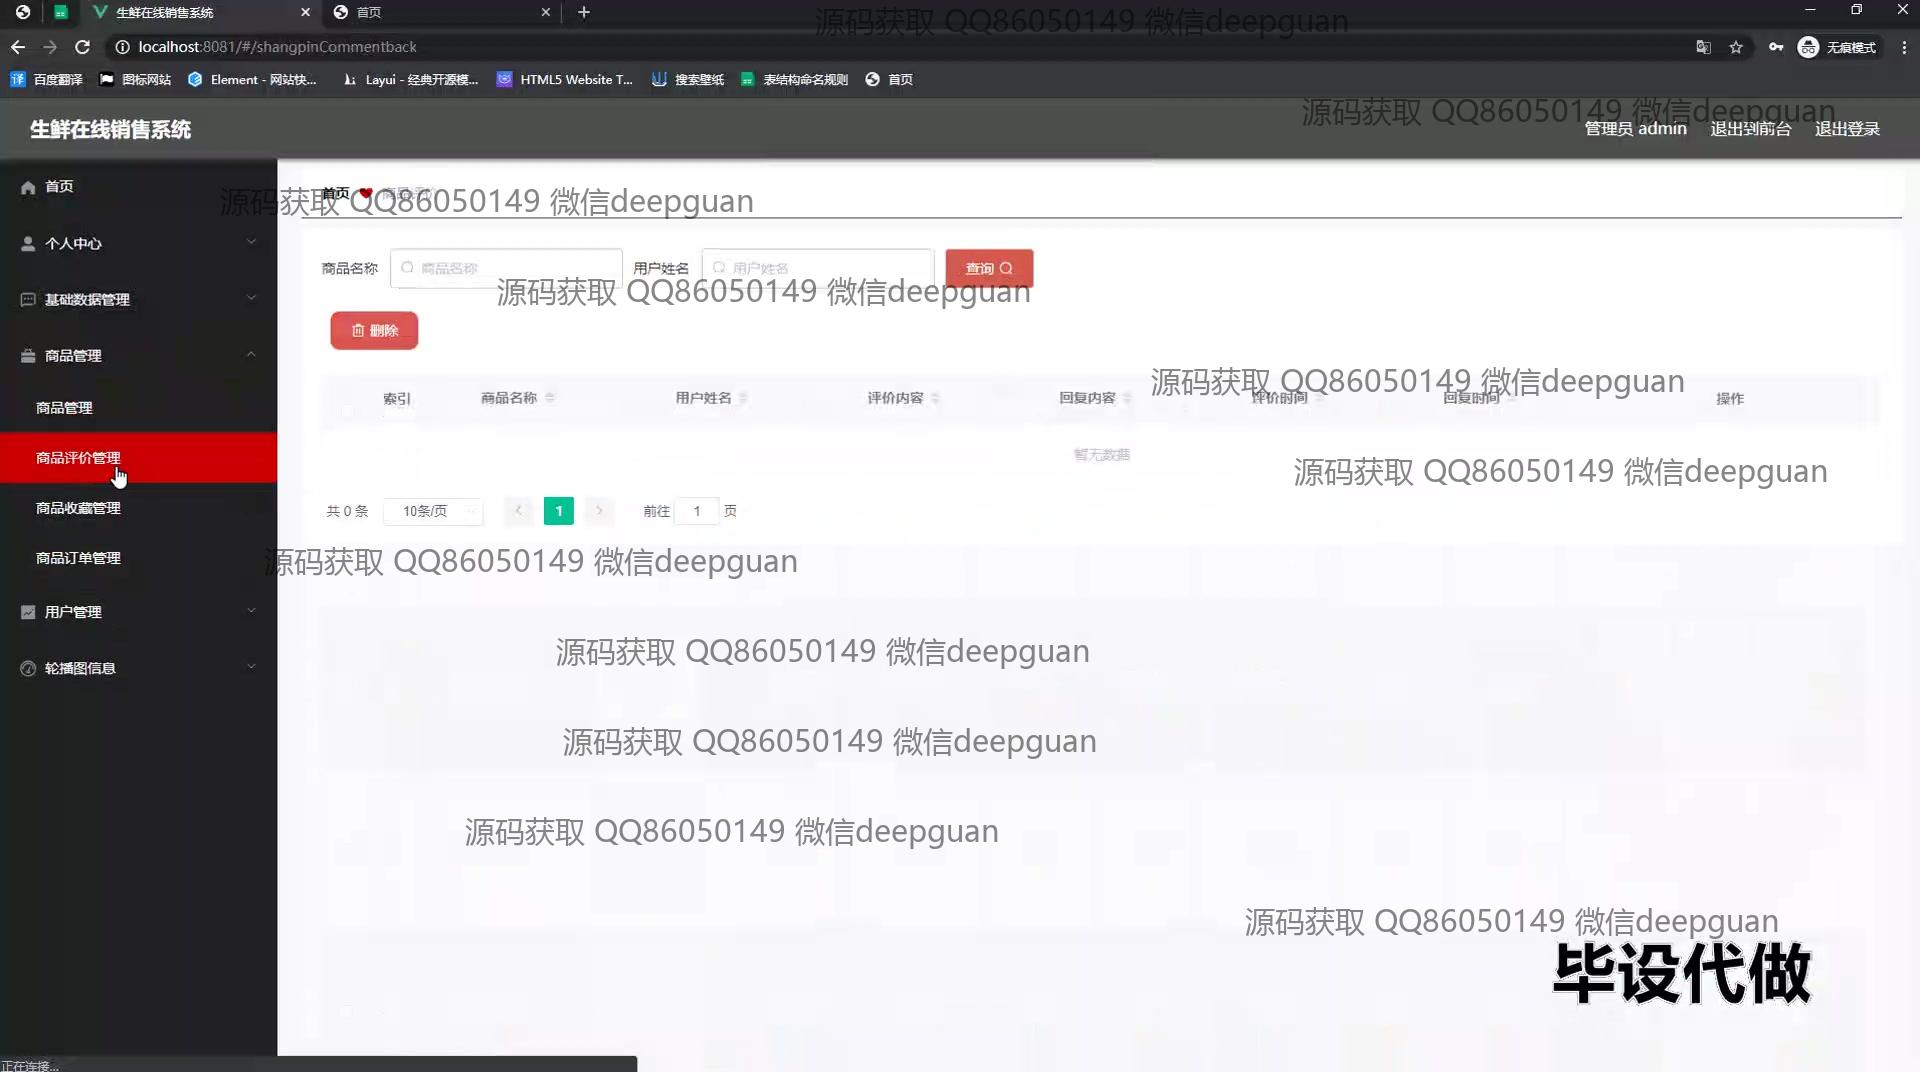 生鲜在线销售系统
首页
源码获取 QQ86050149 微信deepguan
localhost:8081/#/shangpinCommentback
无痕模式
百度翻译
图标网站
Element - 网站快...
Layui - 经典开源模...
HTML5 Website T...
搜索壁纸
表结构命名规则
首页
源码获取 QQ86050149 微信deepguan
生鲜在线销售系统
管理员 admin
退出到前台
退出登录
首页
首页
商品评价
源码获取 QQ86050149 微信deepguan
个人中心
商品名称
商品名称
用户姓名
用户姓名
查询
源码获取 QQ86050149 微信deepguan
基础数据管理
删除
商品管理
源码获取 QQ86050149 微信deepguan
索引
商品名称
用户姓名
评价内容
回复内容
评价时间
回复时间
操作
商品管理
暂无数据
商品评价管理
源码获取 QQ86050149 微信deepguan
商品收藏管理
共 0 条
10条/页
1
前往
1
页
商品订单管理
源码获取 QQ86050149 微信deepguan
用户管理
源码获取 QQ86050149 微信deepguan
轮播图信息
源码获取 QQ86050149 微信deepguan
源码获取 QQ86050149 微信deepguan
源码获取 QQ86050149 微信deepguan
毕设代做
正在连接...